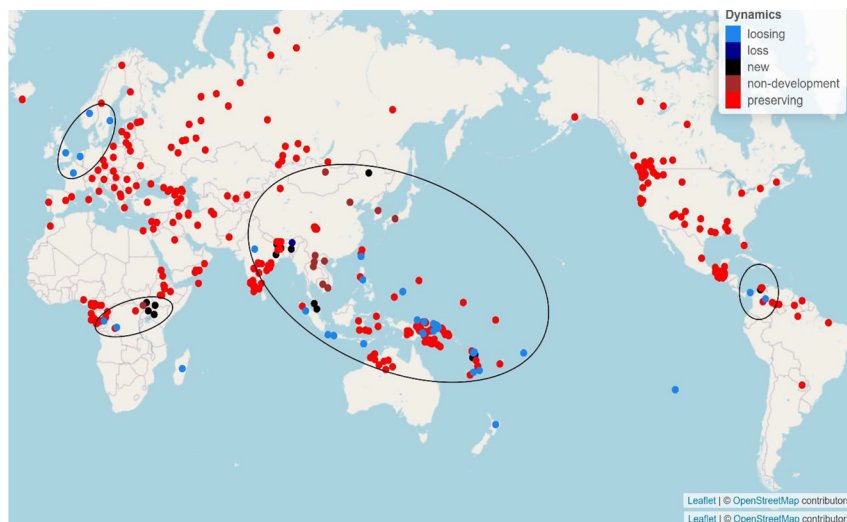 Dynamics
loosing
loss
new
non-development
preserving
Leaflet | © OpenStreetMap contributors
Leaflet | © OpenStreetMap contributors